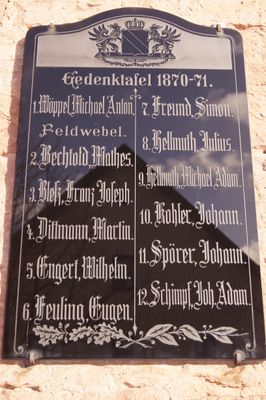 Gedenktafel 1870-71.
1. Wöppel, Michael Anton,
Feldwebel.
2. Bechtold Mathes.
3. Bleß, Franz Joseph.
4. Dittmann, Martin.
5. Engert, Wilhelm.
6. Feuling, Eugen.
7. Freund Simon.
8. Hellmuth, Julius.
9. Hellmuth, Michael Adam.
10. Kohler, Johann.
11. Spörer, Johann.
12. Schimpf, Joh. Adam.